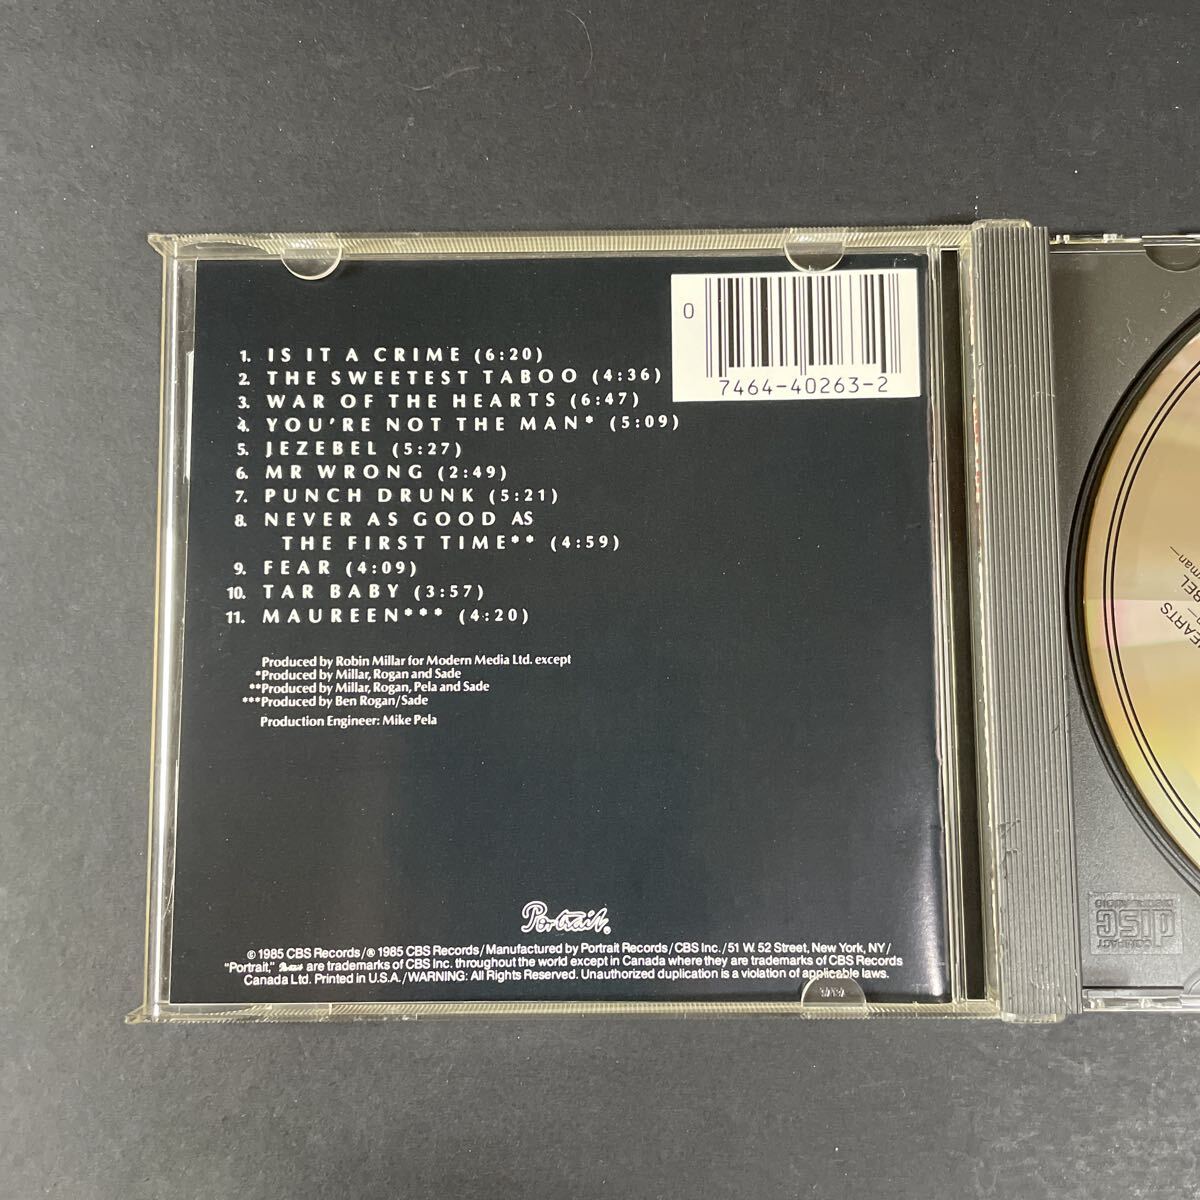 0
7464-40263-2
1. IS IT A CRIME (6:20)
2. THE SWEETEST TABOO (4:36)
3. WAR OF THE HEARTS (6:47)
4. YOU'RE NOT THE MAN* (5:09)
5. JEZEBEL (5:27)
6. MR WRONG (2:49)
7. PUNCH DRUNK (5:21)
8. NEVER AS GOOD AS
THE FIRST TIME** (4:59)
9. FEAR (4:09)
10. TAR BABY (3:57)
11. MAUREEN*** (4:20)
Produced by Robin Millar for Modern Media Ltd. except
*Produced by Millar, Rogan and Sade
**Produced by Millar, Rogan, Pela and Sade
***Produced by Ben Rogan/Sade
Production Engineer: Mike Pela
Portrait.
© 1985 CBS Records/℗ 1985 CBS Records/Manufactured by Portrait Records/CBS Inc./51 W. 52 Street, New York, NY/
"Portrait," Portrait are trademarks of CBS Inc. throughout the world except in Canada where they are trademarks of CBS Records
Canada Ltd. Printed in U.S.A./WARNING: All Rights Reserved. Unauthorized duplication is a violation of applicable laws.
COMPACT
disc
DIGITAL AUDIO